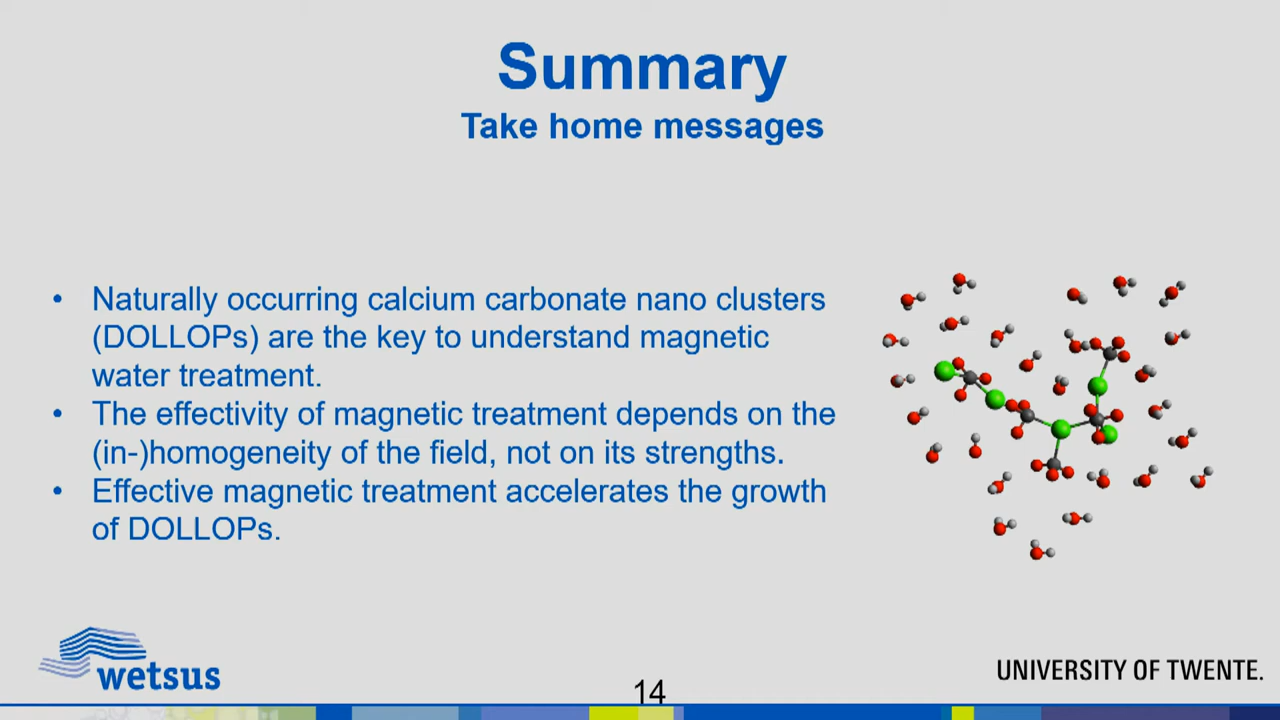 Summary
Take home messages
• Naturally occurring calcium carbonate nano clusters
(DOLLOPs) are the key to understand magnetic
water treatment.
• The effectivity of magnetic treatment depends on the
(in-)homogeneity of the field, not on its strengths.
• Effective magnetic treatment accelerates the growth
of DOLLOPs.
wetsus
14
UNIVERSITY OF TWENTE.